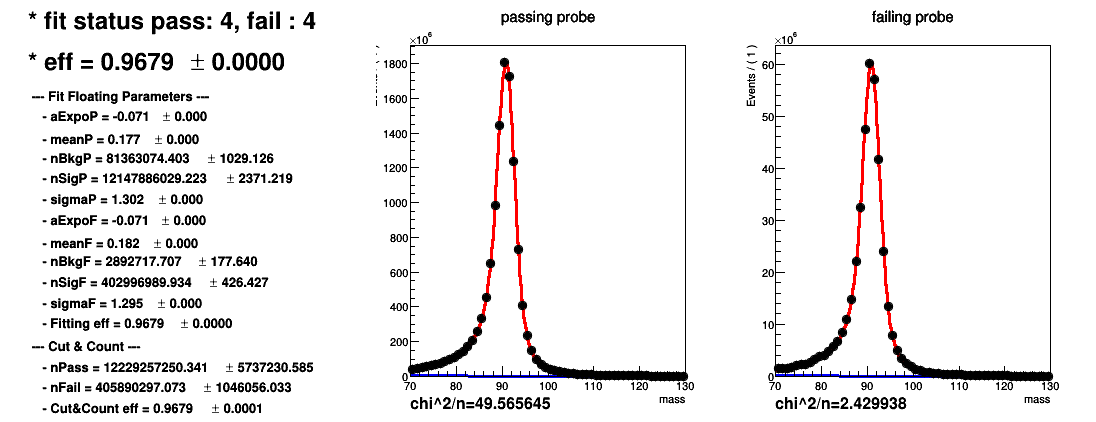 * fit status pass: 4, fail : 4
* eff = 0.9679 ± 0.0000
--- Fit Floating Parameters ---
- aExpoP = -0.071 ± 0.000
- meanP = 0.177 ± 0.000
- nBkgP = 81363074.403 ± 1029.126
- nSigP = 12147886029.223 ± 2371.219
- sigmaP = 1.302 ± 0.000
- aExpoF = -0.071 ± 0.000
- meanF = 0.182 ± 0.000
- nBkgF = 2892717.707 ± 177.640
- nSigF = 402996989.934 ± 426.427
- sigmaF = 1.295 ± 0.000
- Fitting eff = 0.9679 ± 0.0000
--- Cut & Count ---
- nPass = 12229257250.341 ± 5737230.585
- nFail = 405890297.073 ± 1046056.033
- Cut&Count eff = 0.9679 ± 0.0001
passing probe
×10^6
1800
1600
1400
1200
1000
800
600
400
200
0
70 80 90 100 110 120 130
mass
chi^2/n=49.565645
failing probe
×10^6
Events / ( 1 )
60
50
40
30
20
10
0
70 80 90 100 110 120 130
mass
chi^2/n=2.429938